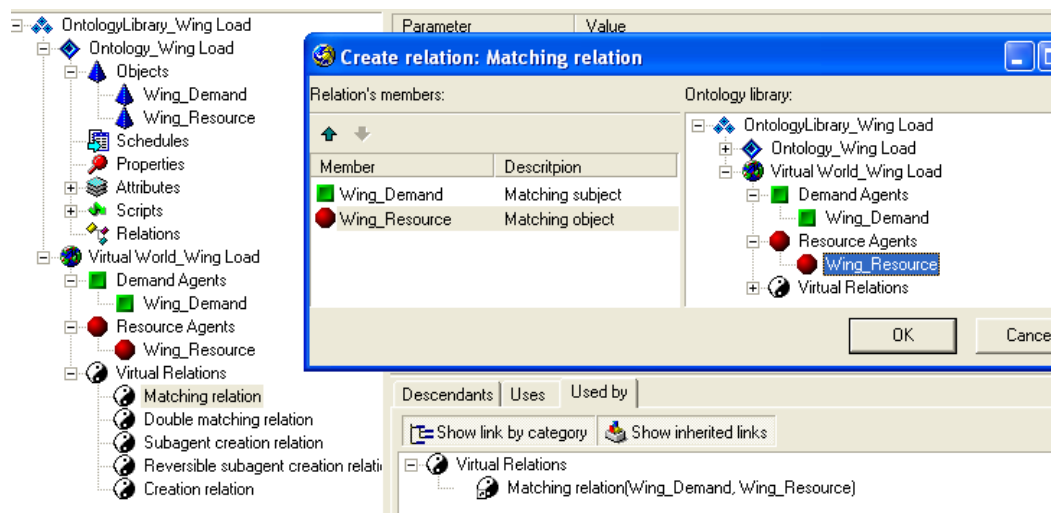 OntologyLibrary_Wing Load
Ontology_Wing Load
Objects
Wing_Demand
Wing_Resource
Schedules
Properties
Attributes
Scripts
Relations
Virtual World_Wing Load
Demand Agents
Wing_Demand
Resource Agents
Wing_Resource
Virtual Relations
Matching relation
Double matching relation
Subagent creation relation
Reversible subagent creation relati
Creation relation
Parameter Value
Create relation: Matching relation
Relation's members:
Member Descritpion
Wing_Demand Matching subject
Wing_Resource Matching object
Ontology library:
OntologyLibrary_Wing Load
Ontology_Wing Load
Virtual World_Wing Load
Demand Agents
Wing_Demand
Resource Agents
Wing_Resource
Virtual Relations
OK Cance
Descendants Uses Used by
Show link by category Show inherited links
Virtual Relations
Matching relation(Wing_Demand, Wing_Resource)